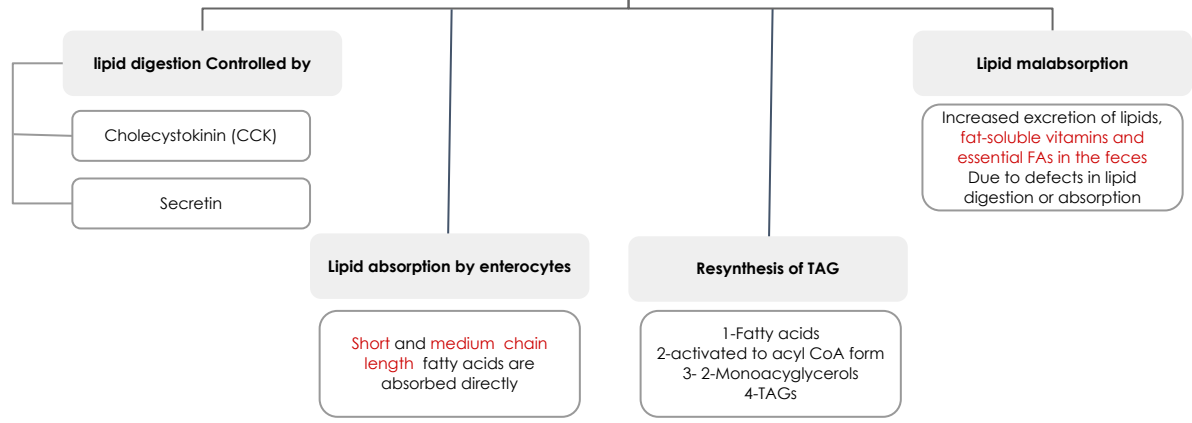 lipid digestion Controlled by
Cholecystokinin (CCK)
Secretin
Lipid absorption by enterocytes
Short and medium chain
length fatty acids are
absorbed directly
Resynthesis of TAG
1-Fatty acids
2-activated to acyl CoA form
3- 2-Monoacyglycerols
4-TAGs
Lipid malabsorption
Increased excretion of lipids,
fat-soluble vitamins and
essential FAs in the feces
Due to defects in lipid
digestion or absorption